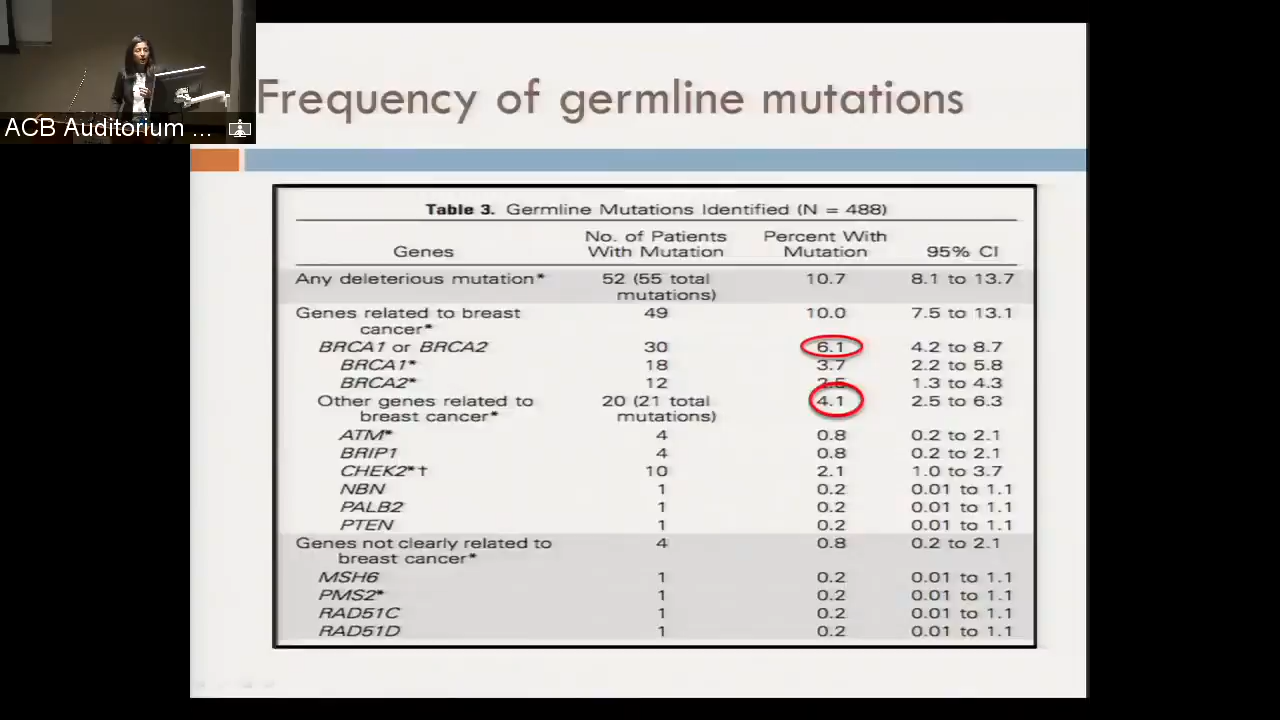 Frequency of germline mutations
ACB Auditorium ...
Table 3. Germline Mutations Identified (N = 488)
Genes No. of Patients With Mutation Percent With Mutation 95% CI
Any deleterious mutation* 52 (55 total mutations) 10.7 8.1 to 13.7
Genes related to breast cancer* 49 10.0 7.5 to 13.1
BRCA1 or BRCA2 30 6.1 4.2 to 8.7
BRCA1* 18 3.7 2.2 to 5.8
BRCA2* 12 2.5 1.3 to 4.3
Other genes related to breast cancer* 20 (21 total mutations) 4.1 2.5 to 6.3
ATM* 4 0.8 0.2 to 2.1
BRIP1 4 0.8 0.2 to 2.1
CHEK2*† 10 2.1 1.0 to 3.7
NBN 1 0.2 0.01 to 1.1
PALB2 1 0.2 0.01 to 1.1
PTEN 1 0.2 0.01 to 1.1
Genes not clearly related to breast cancer* 4 0.8 0.2 to 2.1
MSH6 1 0.2 0.01 to 1.1
PMS2* 1 0.2 0.01 to 1.1
RAD51C 1 0.2 0.01 to 1.1
RAD51D 1 0.2 0.01 to 1.1